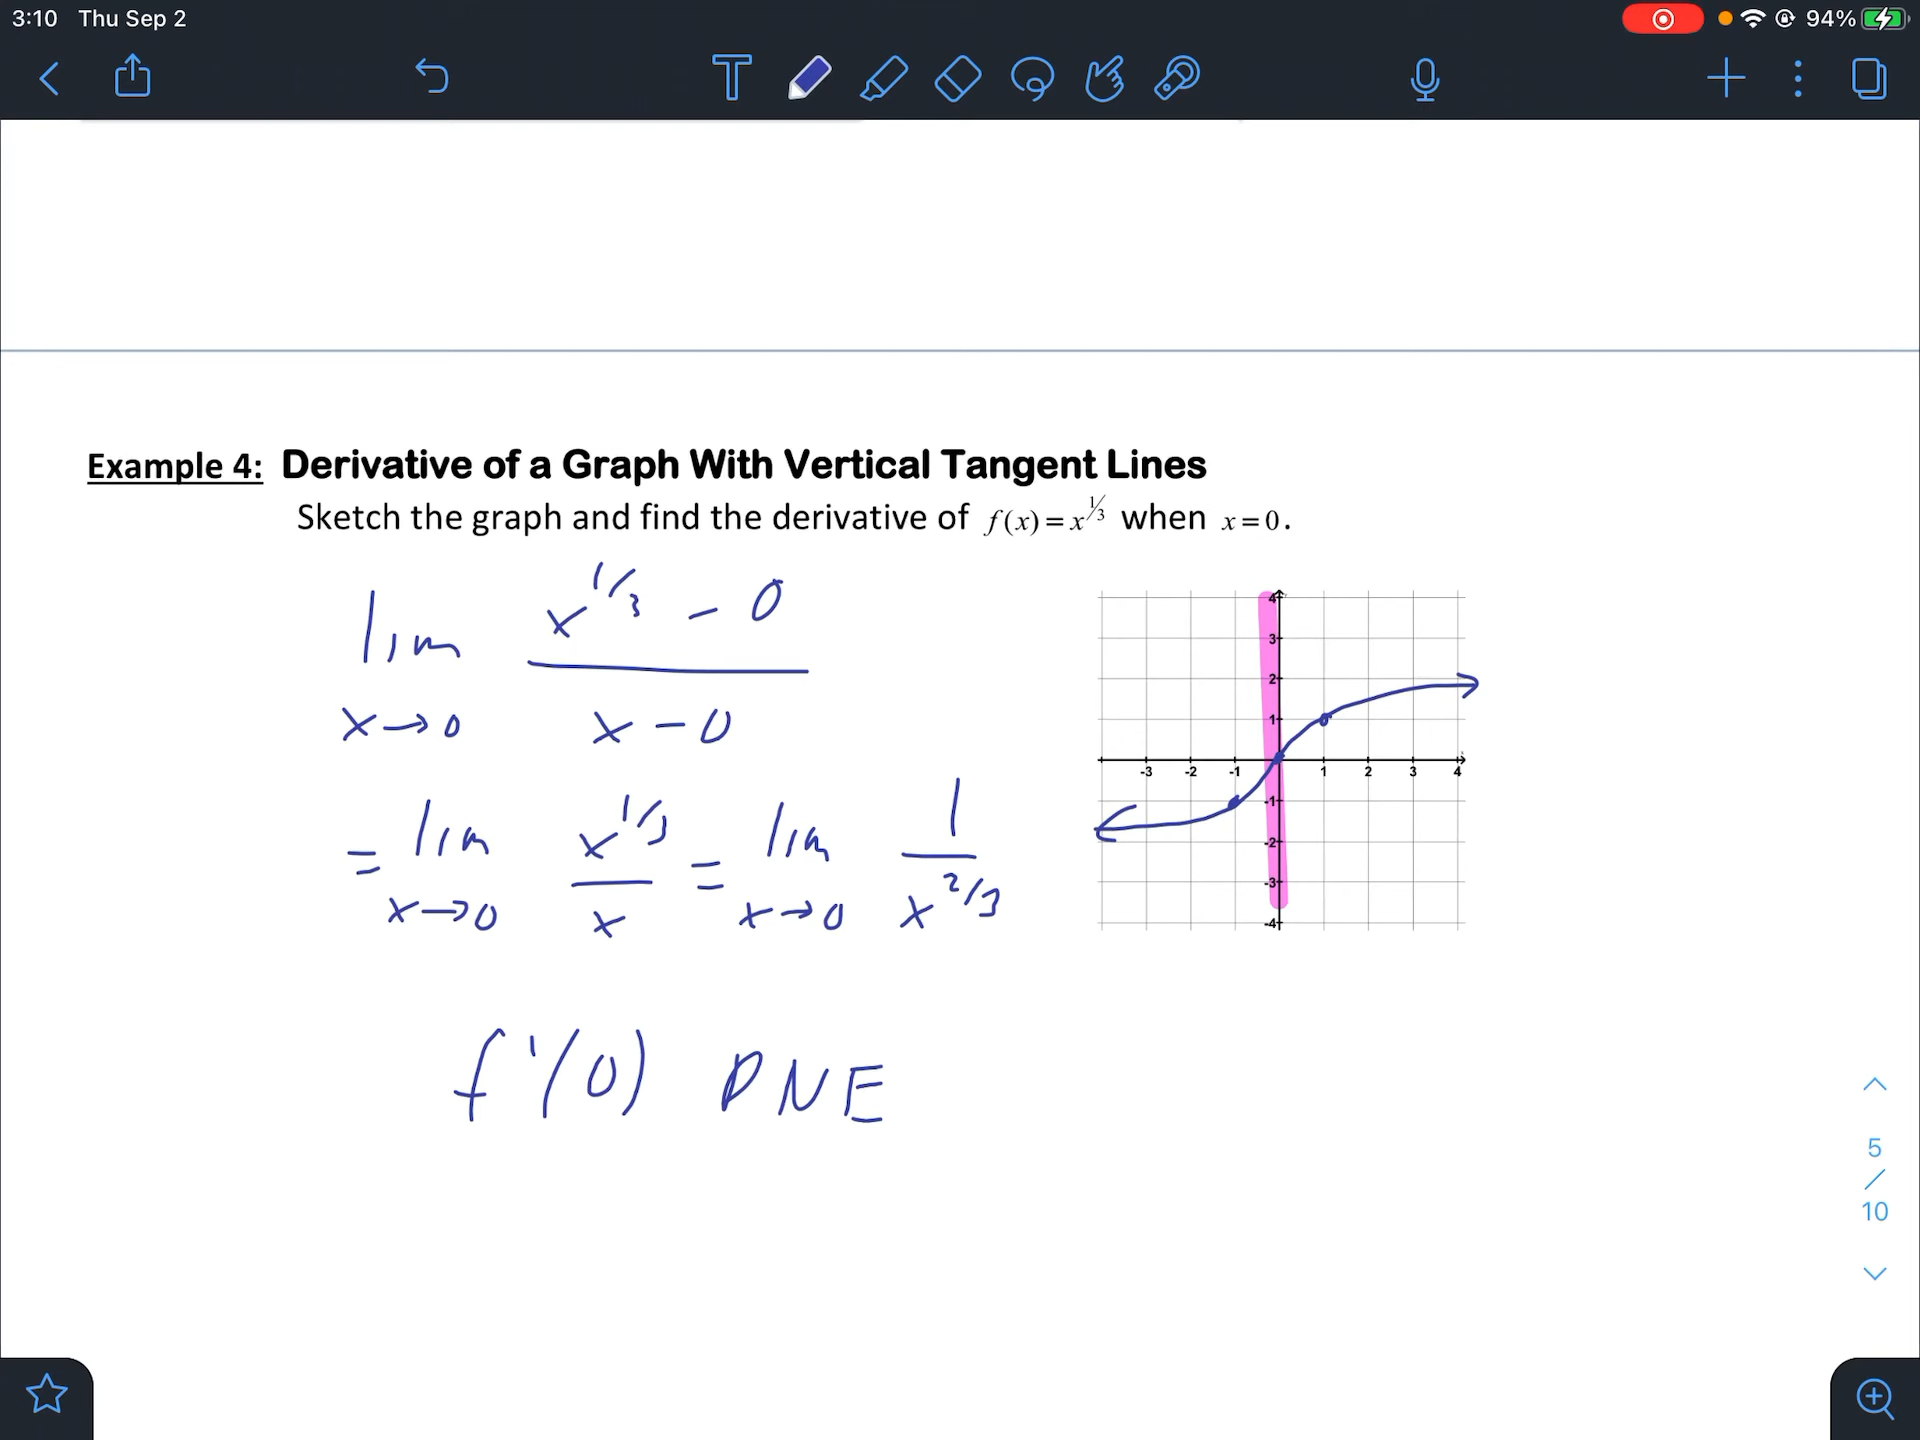 3:10 Thu Sep 2
94%
T
Example 4: Derivative of a Graph With Vertical Tangent Lines
Sketch the graph and find the derivative of f(x)=x^1/3 when x=0.
lim x^1/3 - 0
x→0 x-0
= lim x^1/3 = lim 1
x→0 x x→0 x^2/3
f'(0) DNE
4
3
2
1
-3 -2 -1 1 2 3 4
-1
-2
-3
-4
5
/
10